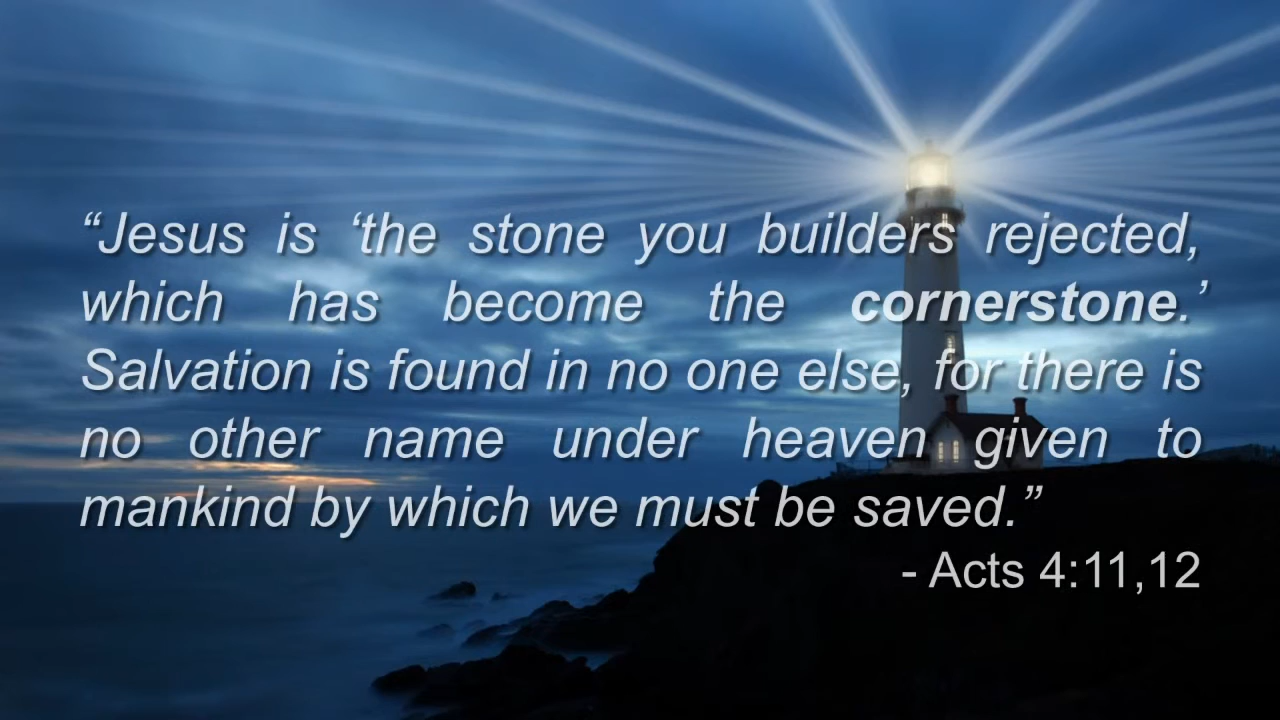 “Jesus is ‘the stone you builders rejected,
which has become the cornerstone.’
Salvation is found in no one else, for there is
no other name under heaven given to
mankind by which we must be saved.”
- Acts 4:11,12